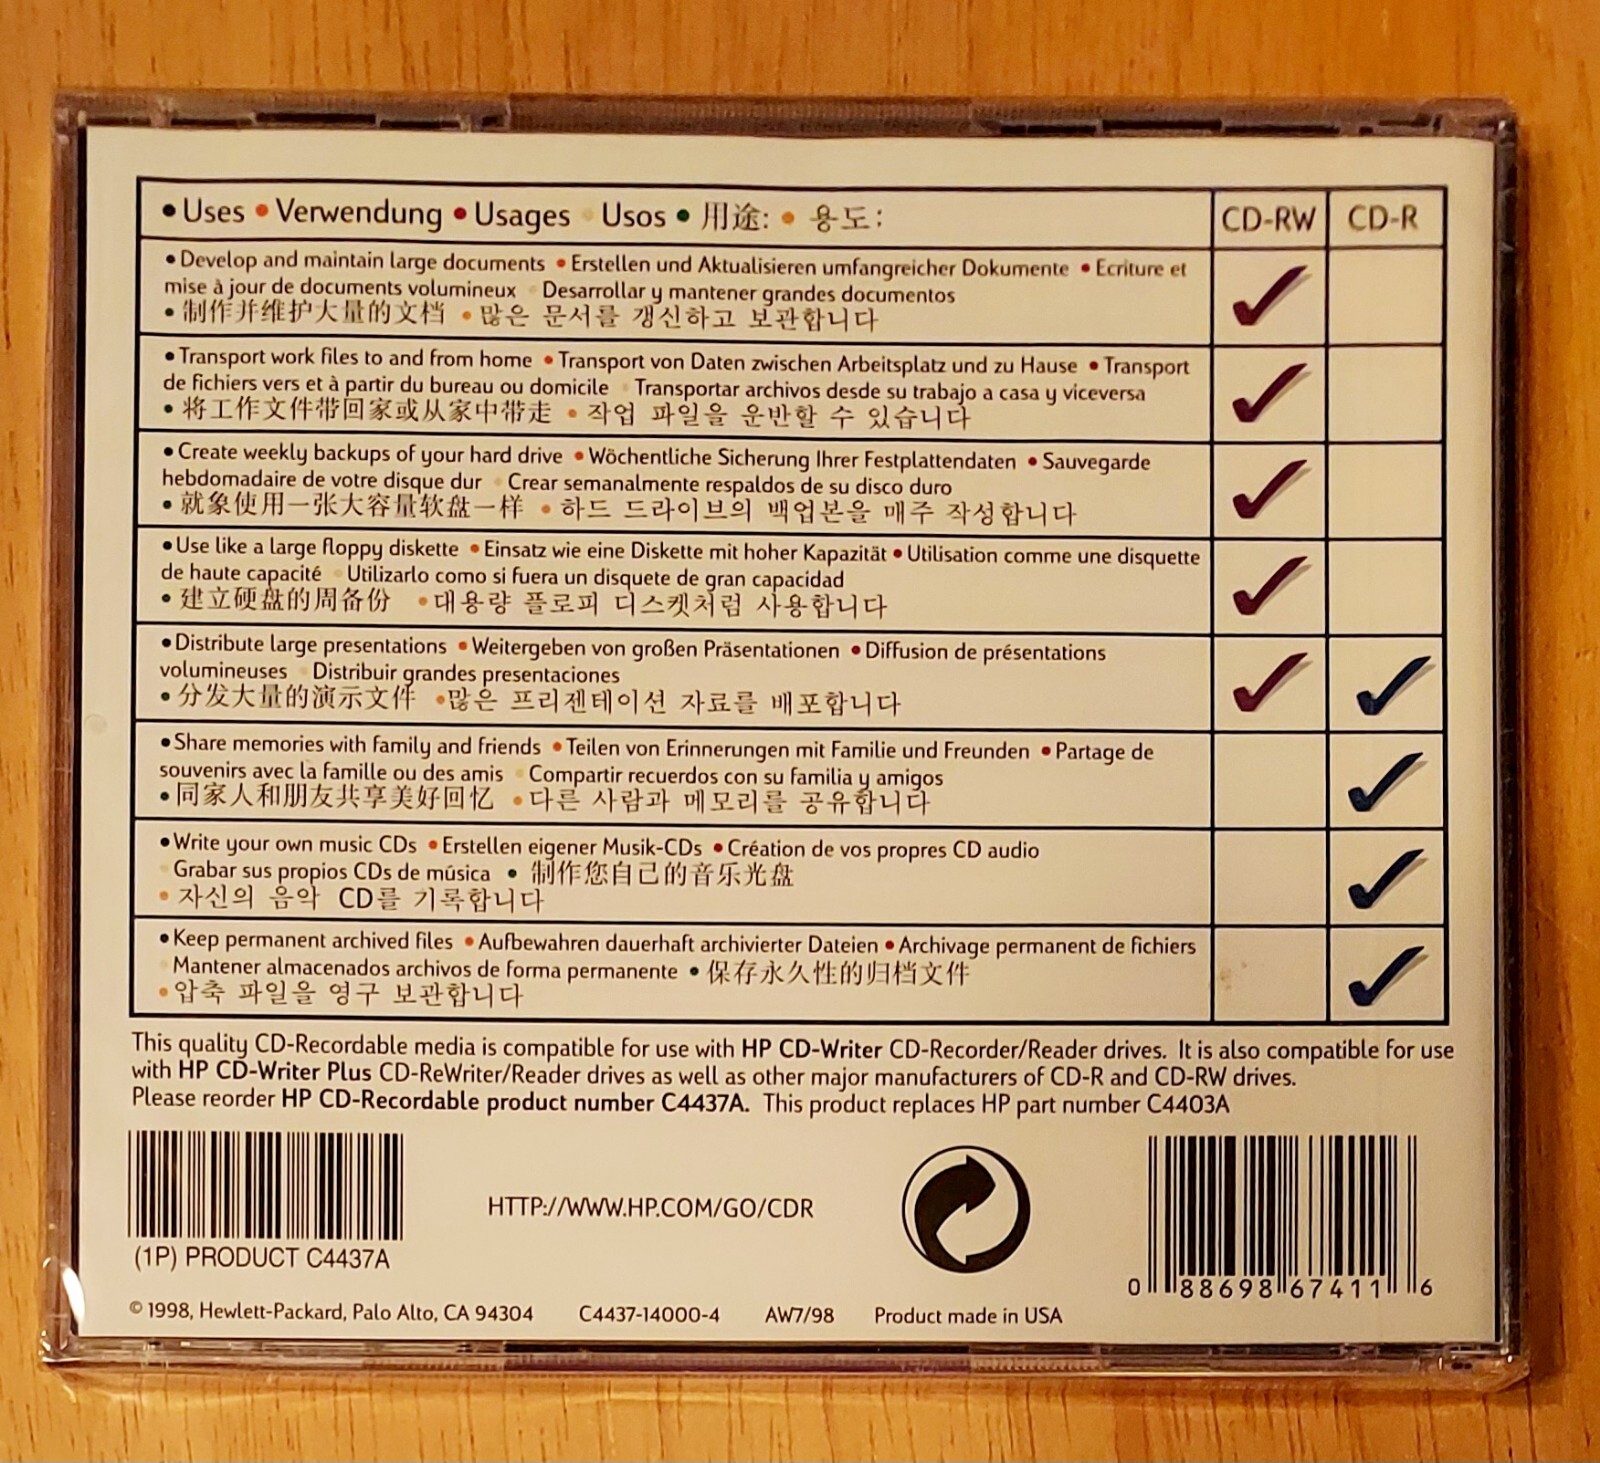 • Uses • Verwendung • Usages • Usos • 用途: • 용도: CD-RW CD-R
• Develop and maintain large documents • Erstellen und Aktualisieren umfangreicher Dokumente • Ecriture et
mise à jour de documents volumineux • Desarrollar y mantener grandes documentos
• 制作并维护大量的文档 • 많은 문서를 갱신하고 보관합니다
• Transport work files to and from home • Transport von Daten zwischen Arbeitsplatz und zu Hause • Transport
de fichiers vers et à partir du bureau ou domicile • Transportar archivos desde su trabajo a casa y viceversa
• 将工作文件带回家或从家中带走 • 작업 파일을 운반할 수 있습니다
• Create weekly backups of your hard drive • Wöchentliche Sicherung Ihrer Festplattendaten • Sauvegarde
hebdomadaire de votre disque dur • Crear semanalmente respaldos de su disco duro
• 就象使用一张大容量软盘一样 • 하드 드라이브의 백업본을 매주 작성합니다
• Use like a large floppy diskette • Einsatz wie eine Diskette mit hoher Kapazität • Utilisation comme une disquette
de haute capacité • Utilizarlo como si fuera un disquete de gran capacidad
• 建立硬盘的周备份 • 대용량 플로피 디스켓처럼 사용합니다
• Distribute large presentations • Weitergeben von großen Präsentationen • Diffusion de présentations
volumineuses • Distribuir grandes presentaciones
• 分发大量的演示文件 • 많은 프리젠테이션 자료를 배포합니다
• Share memories with family and friends • Teilen von Erinnerungen mit Familie und Freunden • Partage de
souvenirs avec la famille ou des amis • Compartir recuerdos con su familia y amigos
• 同家人和朋友共享美好回忆 • 다른 사람과 메모리를 공유합니다
• Write your own music CDs • Erstellen eigener Musik-CDs • Création de vos propres CD audio
• Grabar sus propios CDs de música • 制作您自己的音乐光盘
• 자신의 음악 CD를 기록합니다
• Keep permanent archived files • Aufbewahren dauerhaft archivierter Dateien • Archivage permanent de fichiers
• Mantener almacenados archivos de forma permanente • 保存永久性的归档文件
• 압축 파일을 영구 보관합니다
This quality CD-Recordable media is compatible for use with HP CD-Writer CD-Recorder/Reader drives. It is also compatible for use
with HP CD-Writer Plus CD-ReWriter/Reader drives as well as other major manufacturers of CD-R and CD-RW drives.
Please reorder HP CD-Recordable product number C4437A. This product replaces HP part number C4403A
HTTP://WWW.HP.COM/GO/CDR
(1P) PRODUCT C4437A
0 88698 67411 6
© 1998, Hewlett-Packard, Palo Alto, CA 94304 C4437-14000-4 AW7/98 Product made in USA